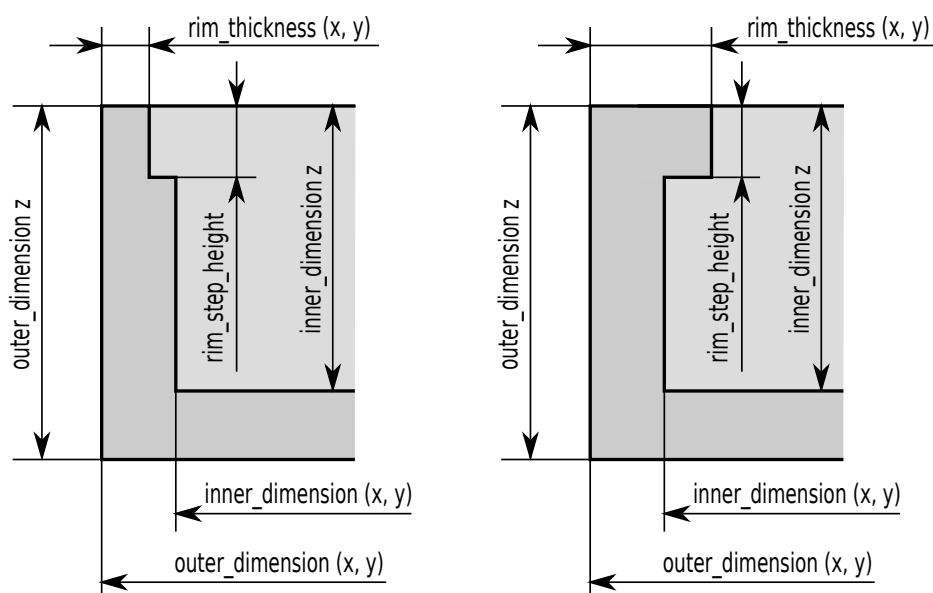 rim_thickness (x, y)
outer_dimension z
rim_step_height
inner_dimension z
inner_dimension (x, y)
outer_dimension (x, y)
rim_thickness (x, y)
outer_dimension z
rim_step_height
inner_dimension z
inner_dimension (x, y)
outer_dimension (x, y)